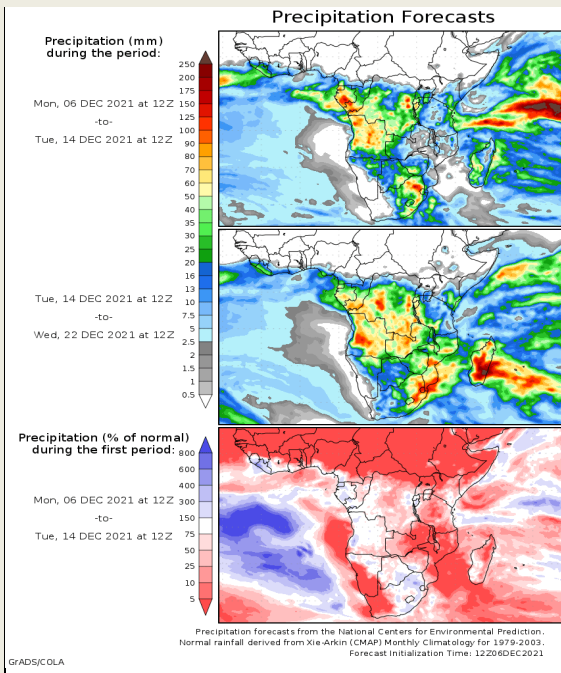 Precipitation Forecasts
Precipitation (mm)
during the period:
Mon, 06 DEC 2021 at 12Z
-to-
Tue, 14 DEC 2021 at 12Z
250
200
175
150
125
100
90
80
70
60
50
40
35
30
25
20
16
13
10
7.5
5
2.5
2
1.5
1
0.5
Tue, 14 DEC 2021 at 12Z
-to-
Wed, 22 DEC 2021 at 12Z
Precipitation (% of normal)
during the first period:
Mon, 06 DEC 2021 at 12Z
-to-
Tue, 14 DEC 2021 at 12Z
800
600
400
300
150
75
50
25
10
5
Precipitation forecasts from the National Centers for Environmental Prediction.
Normal rainfall derived from Xie-Arkin (CMAP) Monthly Climatology for 1979-2003.
Forecast Initialization Time: 12Z06DEC2021
GrADS/COLA